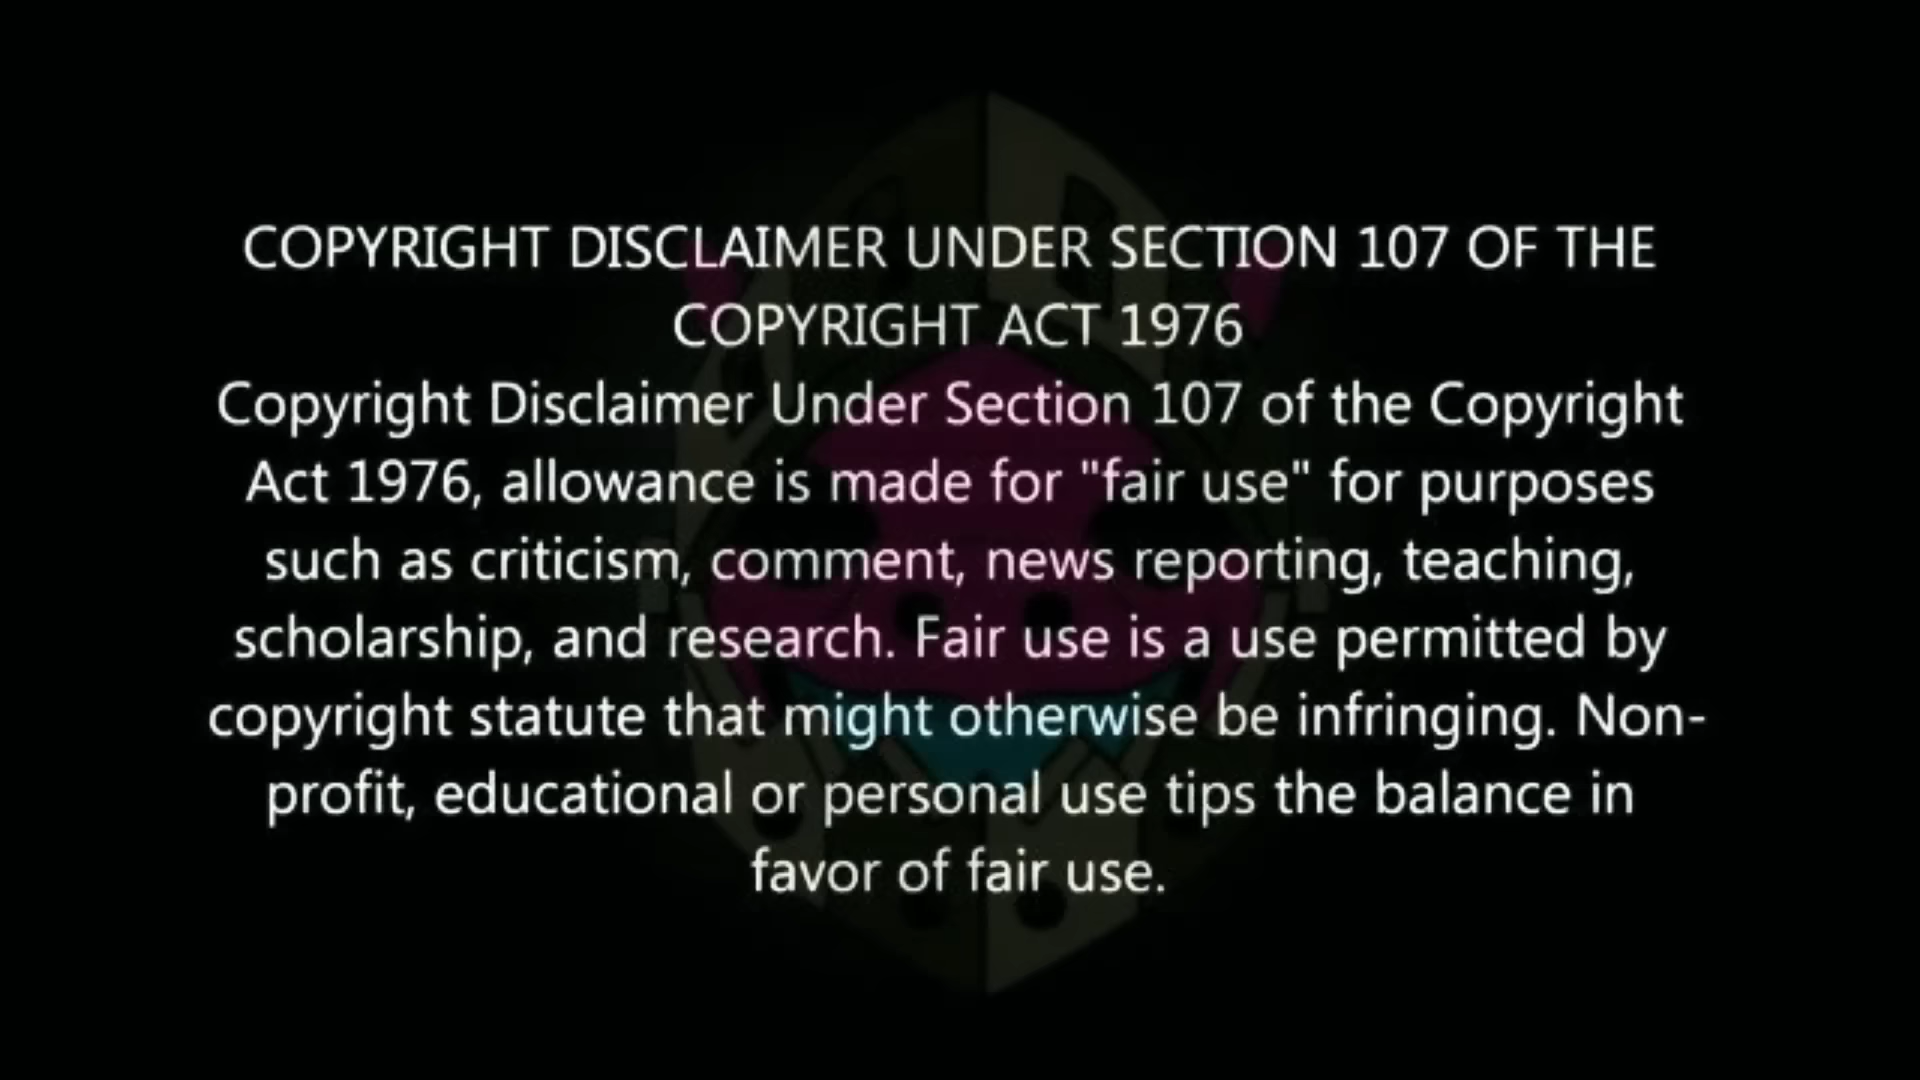 COPYRIGHT DISCLAIMER UNDER SECTION 107 OF THE
COPYRIGHT ACT 1976
Copyright Disclaimer Under Section 107 of the Copyright
Act 1976, allowance is made for "fair use" for purposes
such as criticism, comment, news reporting, teaching,
scholarship, and research. Fair use is a use permitted by
copyright statute that might otherwise be infringing. Non-
profit, educational or personal use tips the balance in
favor of fair use.